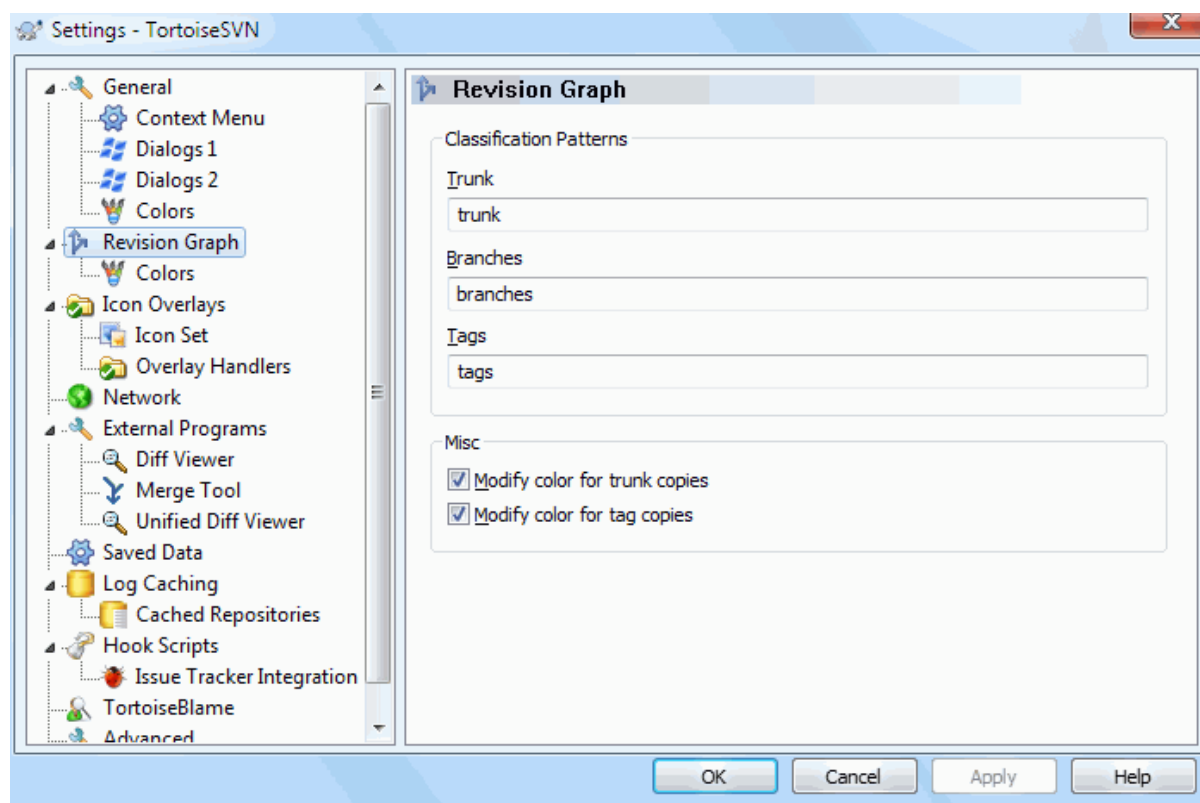 Settings - TortoiseSVN
General
Context Menu
Dialogs 1
Dialogs 2
Colors
Revision Graph
Colors
Icon Overlays
Icon Set
Overlay Handlers
Network
External Programs
Diff Viewer
Merge Tool
Unified Diff Viewer
Saved Data
Log Caching
Cached Repositories
Hook Scripts
Issue Tracker Integration
TortoiseBlame
Advanced
Revision Graph
Classification Patterns
Trunk
trunk
Branches
branches
Tags
tags
Misc
Modify color for trunk copies
Modify color for tag copies
OK Cancel Apply Help